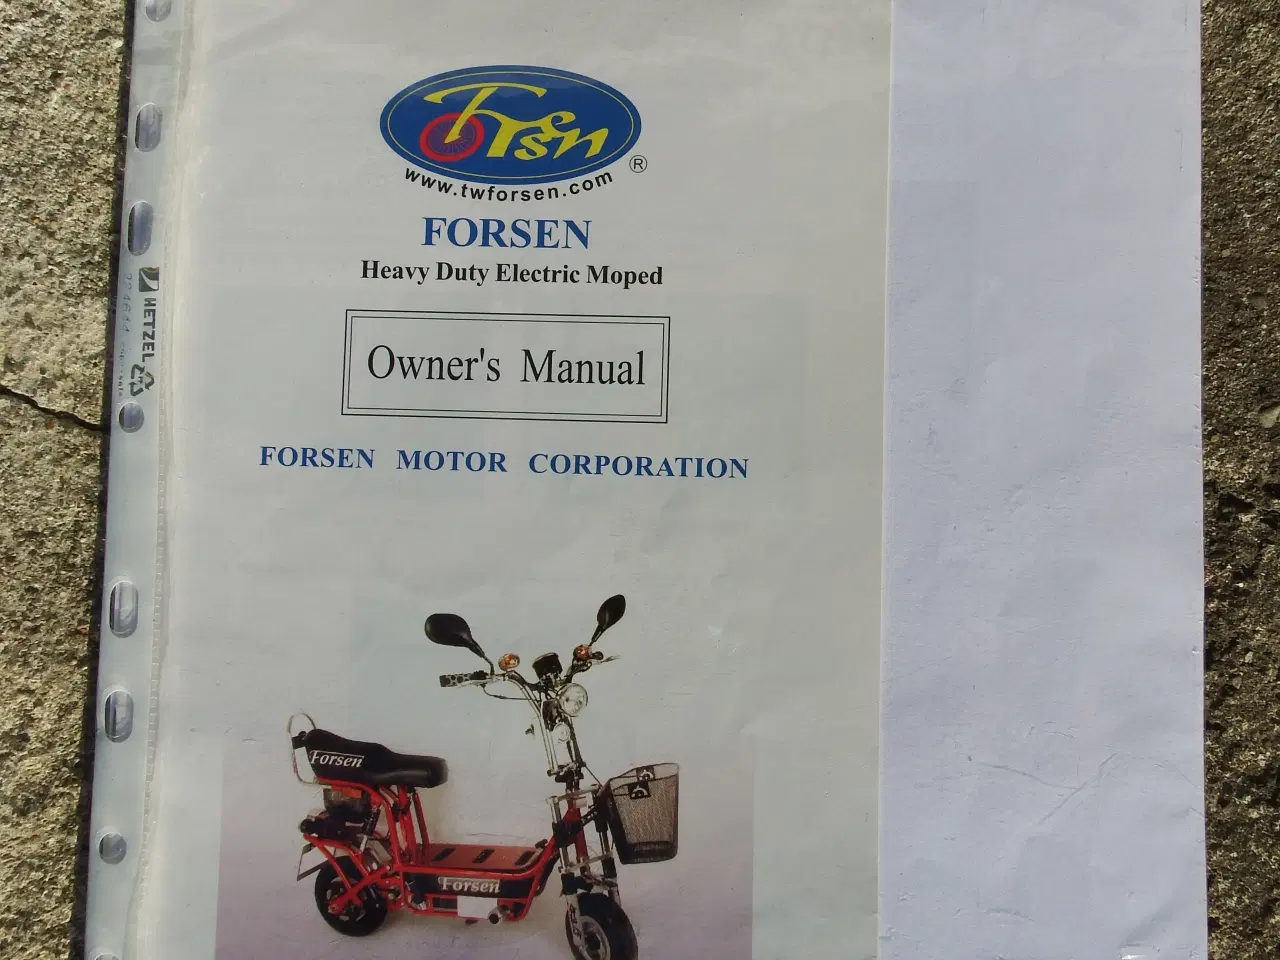 Forsen
®
www.twforsen.com
FORSEN
Heavy Duty Electric Moped
Owner's Manual
FORSEN MOTOR CORPORATION
HETZEL
Forsen
Forsen